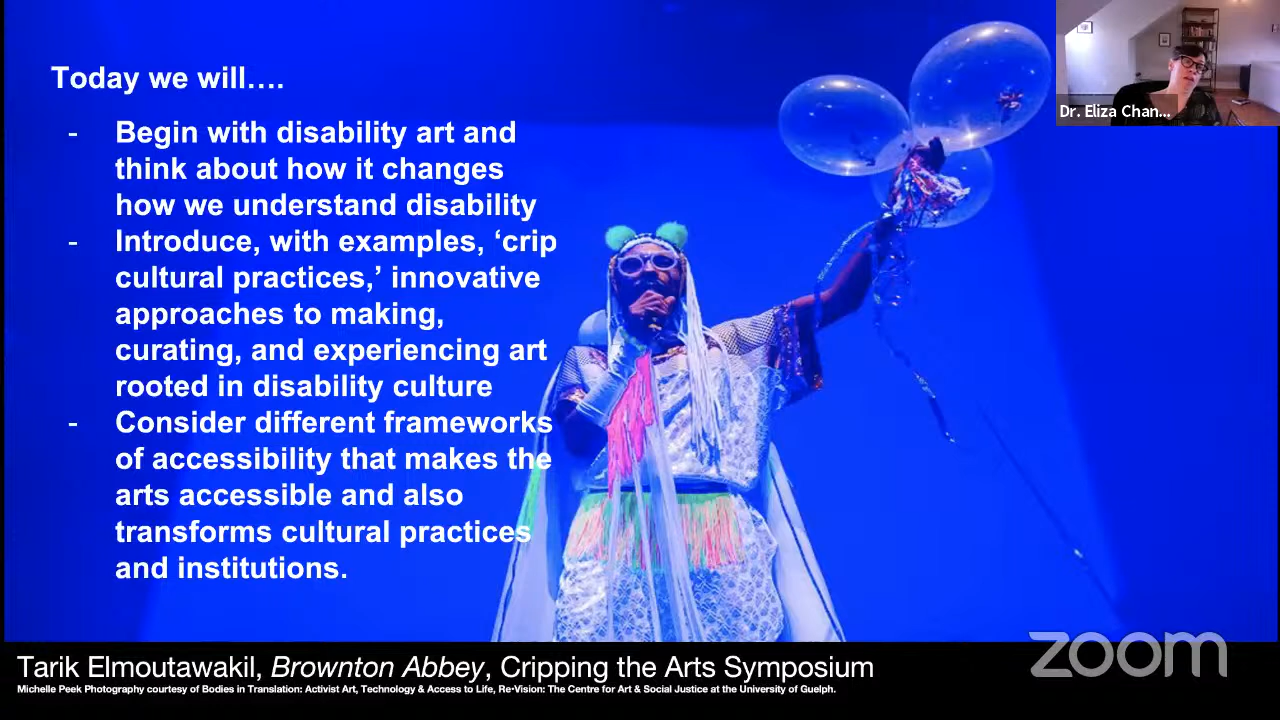 Today we will….
- Begin with disability art and
think about how it changes
how we understand disability
- Introduce, with examples, ‘crip
cultural practices,’ innovative
approaches to making,
curating, and experiencing art
rooted in disability culture
- Consider different frameworks
of accessibility that makes the
arts accessible and also
transforms cultural practices
and institutions.
Dr. Eliza Chan...
zoom
Tarik Elmoutawakil, Brownton Abbey, Cripping the Arts Symposium
Michelle Peek Photography courtesy of Bodies in Translation: Activist Art, Technology & Access to Life, Re•Vision: The Centre for Art & Social Justice at the University of Guelph.